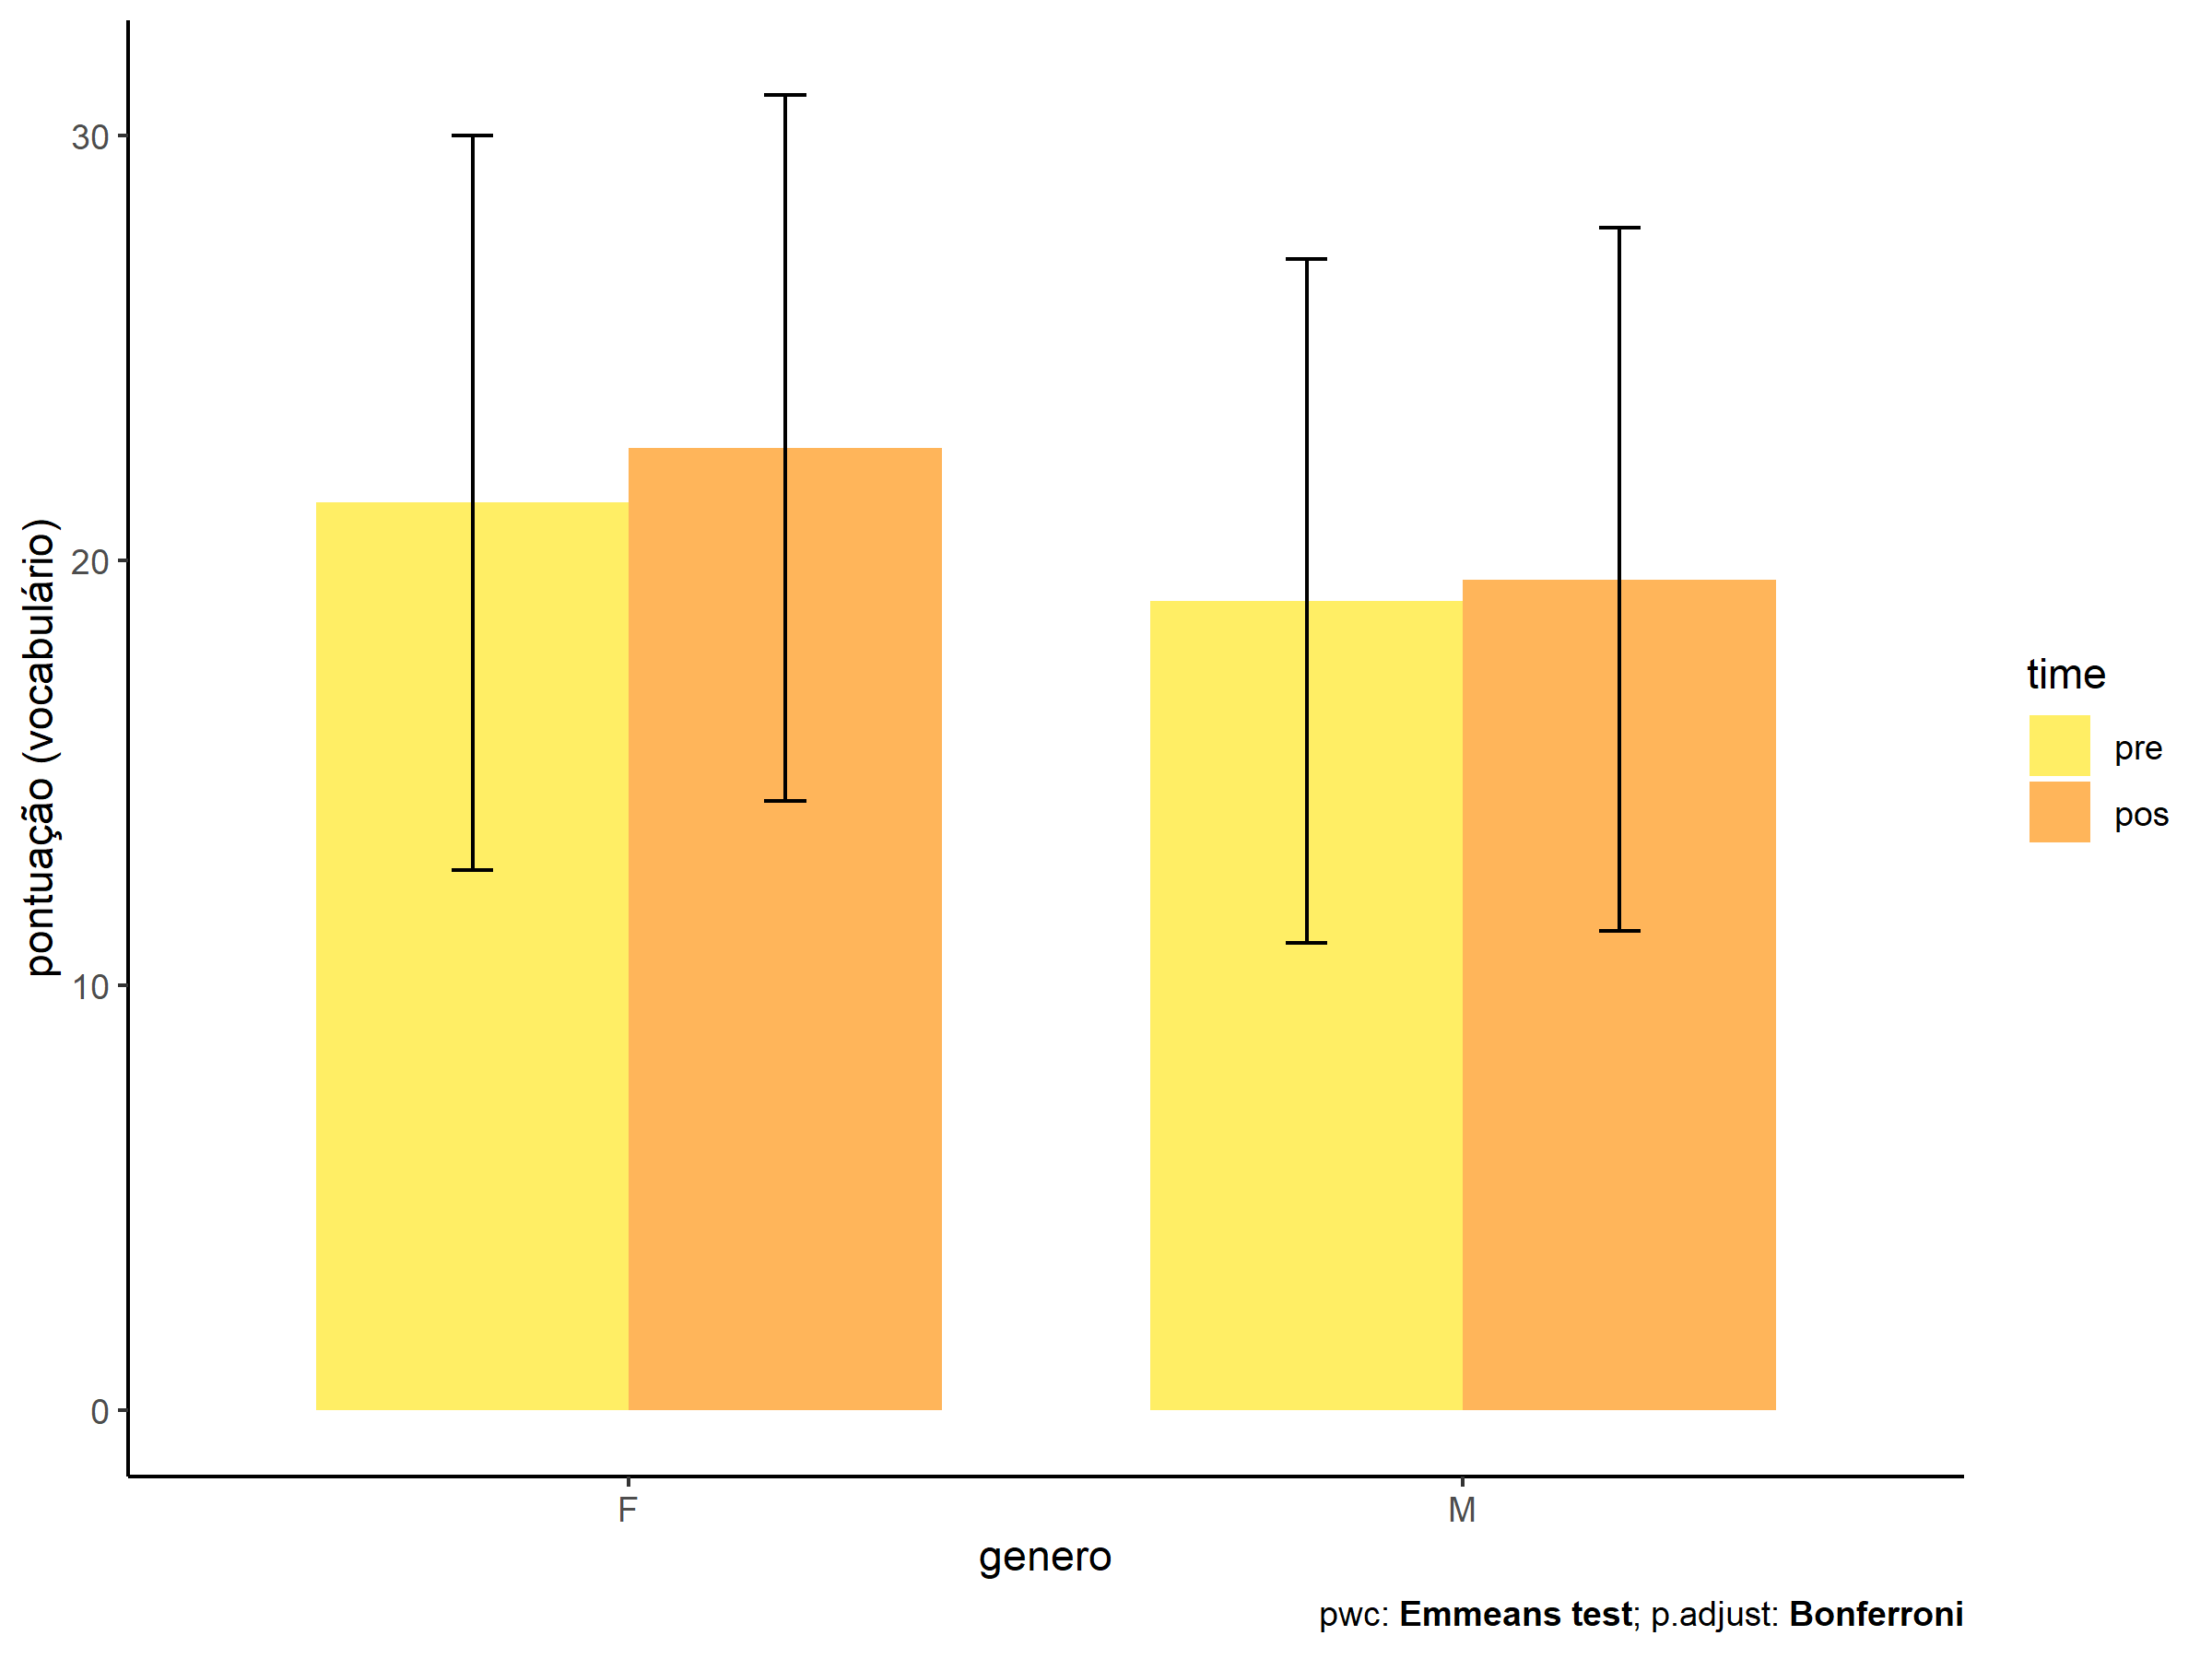 pontuação (vocabulário)
30
20
10
0
F
M
genero
time
pre
pos
pwc: Emmeans test; p.adjust: Bonferroni